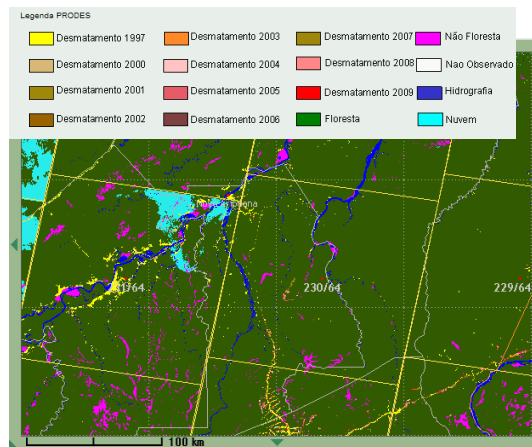 Legenda PRODES
Desmatamento 1997
Desmatamento 2003
Desmatamento 2007
Não Floresta
Desmatamento 2000
Desmatamento 2004
Desmatamento 2008
Nao Observado
Desmatamento 2001
Desmatamento 2005
Desmatamento 2009
Hidrografia
Desmatamento 2002
Desmatamento 2006
Floresta
Nuvem
/64
230/64
229/64
100 km